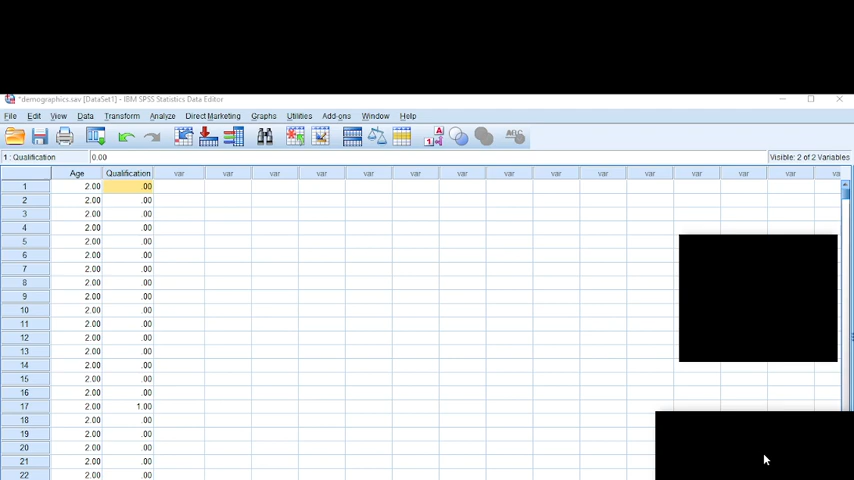 *demographics.sav [DataSet1] - IBM SPSS Statistics Data Editor
File Edit View Data Transform Analyze Direct Marketing Graphs Utilities Add-ons Window Help
1 : Qualification 0.00 Visible: 2 of 2 Variables
Age Qualification var var var var var var var var var var var var var var va
1 2.00 .00
2 2.00 .00
3 2.00 .00
4 2.00 .00
5 2.00 .00
6 2.00 .00
7 2.00 .00
8 2.00 .00
9 2.00 .00
10 2.00 .00
11 2.00 .00
12 2.00 .00
13 2.00 .00
14 2.00 .00
15 2.00 .00
16 2.00 .00
17 2.00 1.00
18 2.00 .00
19 2.00 .00
20 2.00 .00
21 2.00 .00
22 2.00 .00